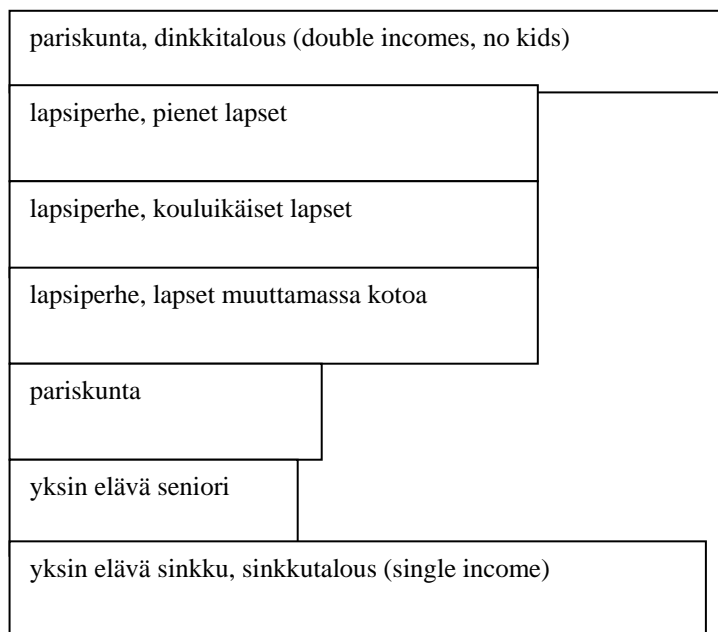 pariskunta, dinkkitalous (double incomes, no kids)
lapsiperhe, pienet lapset
lapsiperhe, kouluikäiset lapset
lapsiperhe, lapset muuttamassa kotoa
pariskunta
yksin elävä seniori
yksin elävä sinkku, sinkkutalous (single income)